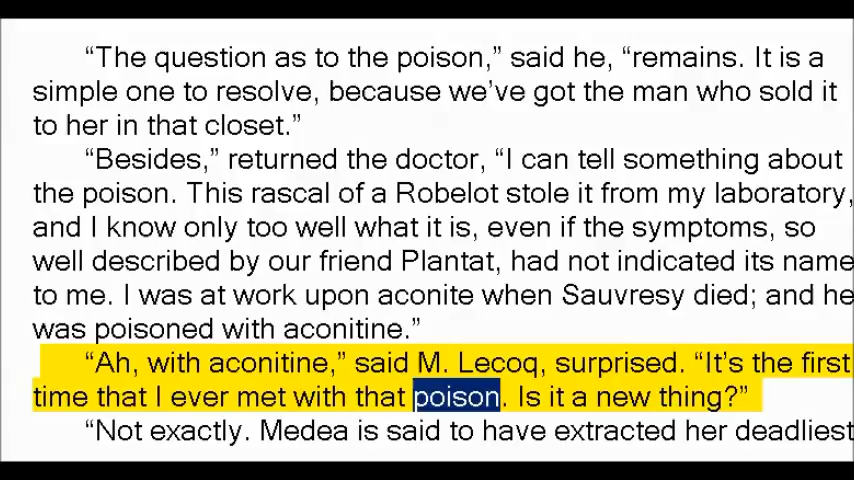 “The question as to the poison,” said he, “remains. It is a
simple one to resolve, because we’ve got the man who sold it
to her in that closet.”
“Besides,” returned the doctor, “I can tell something about
the poison. This rascal of a Robelot stole it from my laboratory,
and I know only too well what it is, even if the symptoms, so
well described by our friend Plantat, had not indicated its name
to me. I was at work upon aconite when Sauvresy died; and he
was poisoned with aconitine.”
“Ah, with aconitine,” said M. Lecoq, surprised. “It’s the first
time that I ever met with that poison. Is it a new thing?”
“Not exactly. Medea is said to have extracted her deadliest